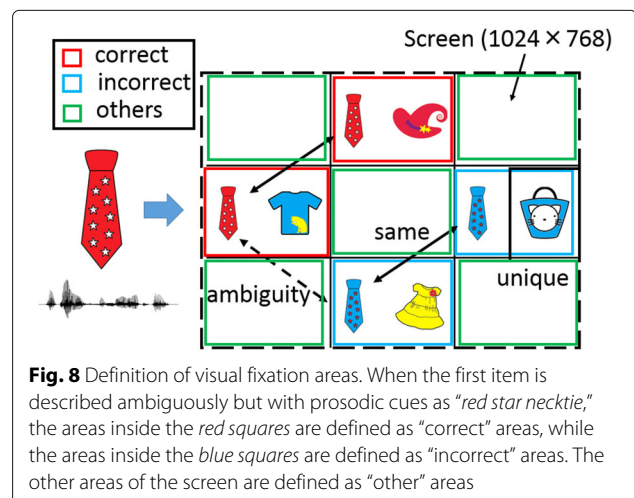 Screen (1024 × 768)
correct
incorrect
others
same
ambiguity
unique
Fig. 8 Definition of visual fixation areas. When the first item is
described ambiguously but with prosodic cues as “red star necktie,”
the areas inside the red squares are defined as “correct” areas, while
the areas inside the blue squares are defined as “incorrect” areas. The
other areas of the screen are defined as “other” areas